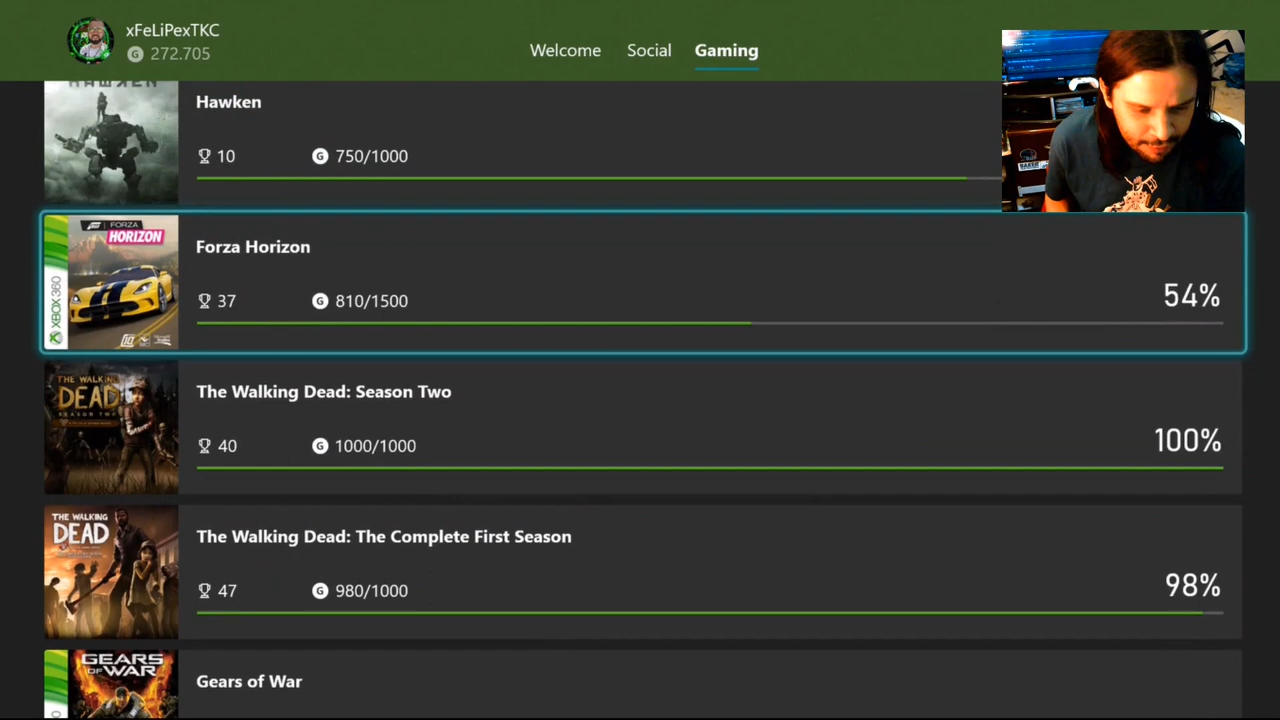 xFeLiPexTKC
G 272.705
Welcome
Social
Gaming
HAWKEN
Hawken
10
G 750/1000
FORZA
HORIZON
XBOX 360
Forza Horizon
37
G 810/1500
54%
THE WALKING
DEAD
SEASON TWO
The Walking Dead: Season Two
40
G 1000/1000
100%
THE WALKING
DEAD
The Walking Dead: The Complete First Season
47
G 980/1000
98%
GEARS
OF WAR
Gears of War